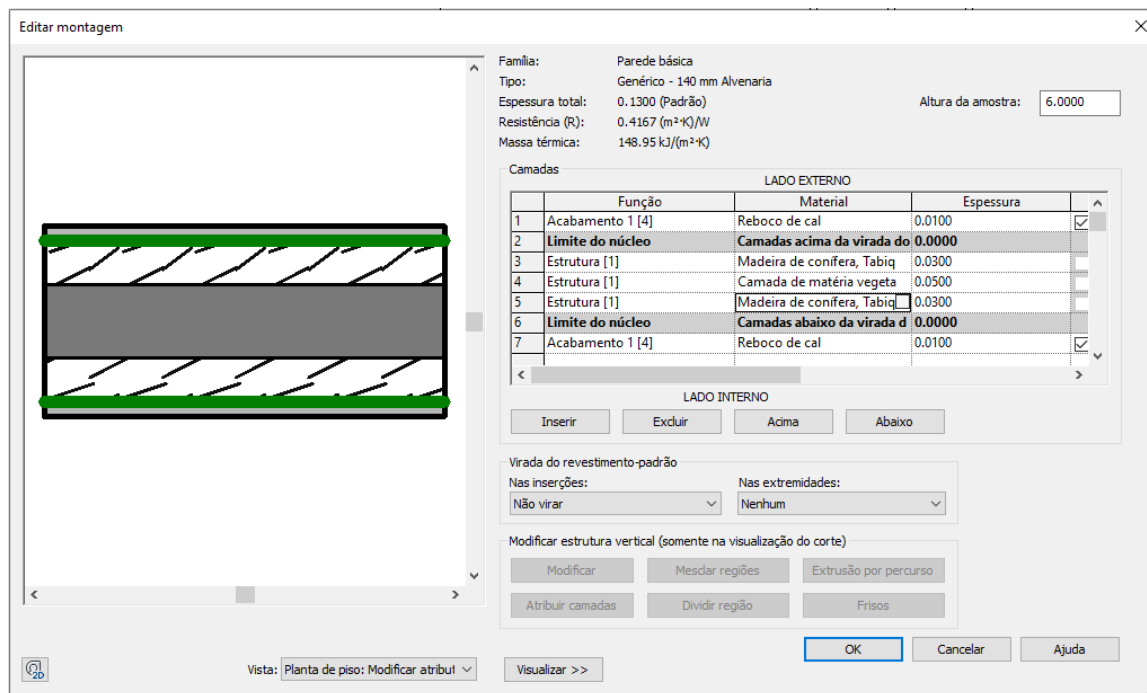 Editar montagem
Família: Parede básica
Tipo: Genérico - 140 mm Alvenaria
Espessura total: 0.1300 (Padrão) Altura da amostra: 6.0000
Resistência (R): 0.4167 (m²·K)/W
Massa térmica: 148.95 kJ/(m²·K)
Camadas
LADO EXTERNO
Função Material Espessura
1 Acabamento 1 [4] Reboco de cal 0.0100
2 Limite do núcleo Camadas acima da virada do 0.0000
3 Estrutura [1] Madeira de conífera, Tabiq 0.0300
4 Estrutura [1] Camada de matéria vegeta 0.0500
5 Estrutura [1] Madeira de conífera, Tabiq 0.0300
6 Limite do núcleo Camadas abaixo da virada d 0.0000
7 Acabamento 1 [4] Reboco de cal 0.0100
LADO INTERNO
Inserir Excluir Acima Abaixo
Virada do revestimento-padrão
Nas inserções: Nas extremidades:
Não virar Nenhum
Modificar estrutura vertical (somente na visualização do corte)
Modificar Mesclar regiões Extrusão por percurso
Atribuir camadas Dividir região Frisos
OK Cancelar Ajuda
2D Vista: Planta de piso: Modificar atribut Visualizar >>